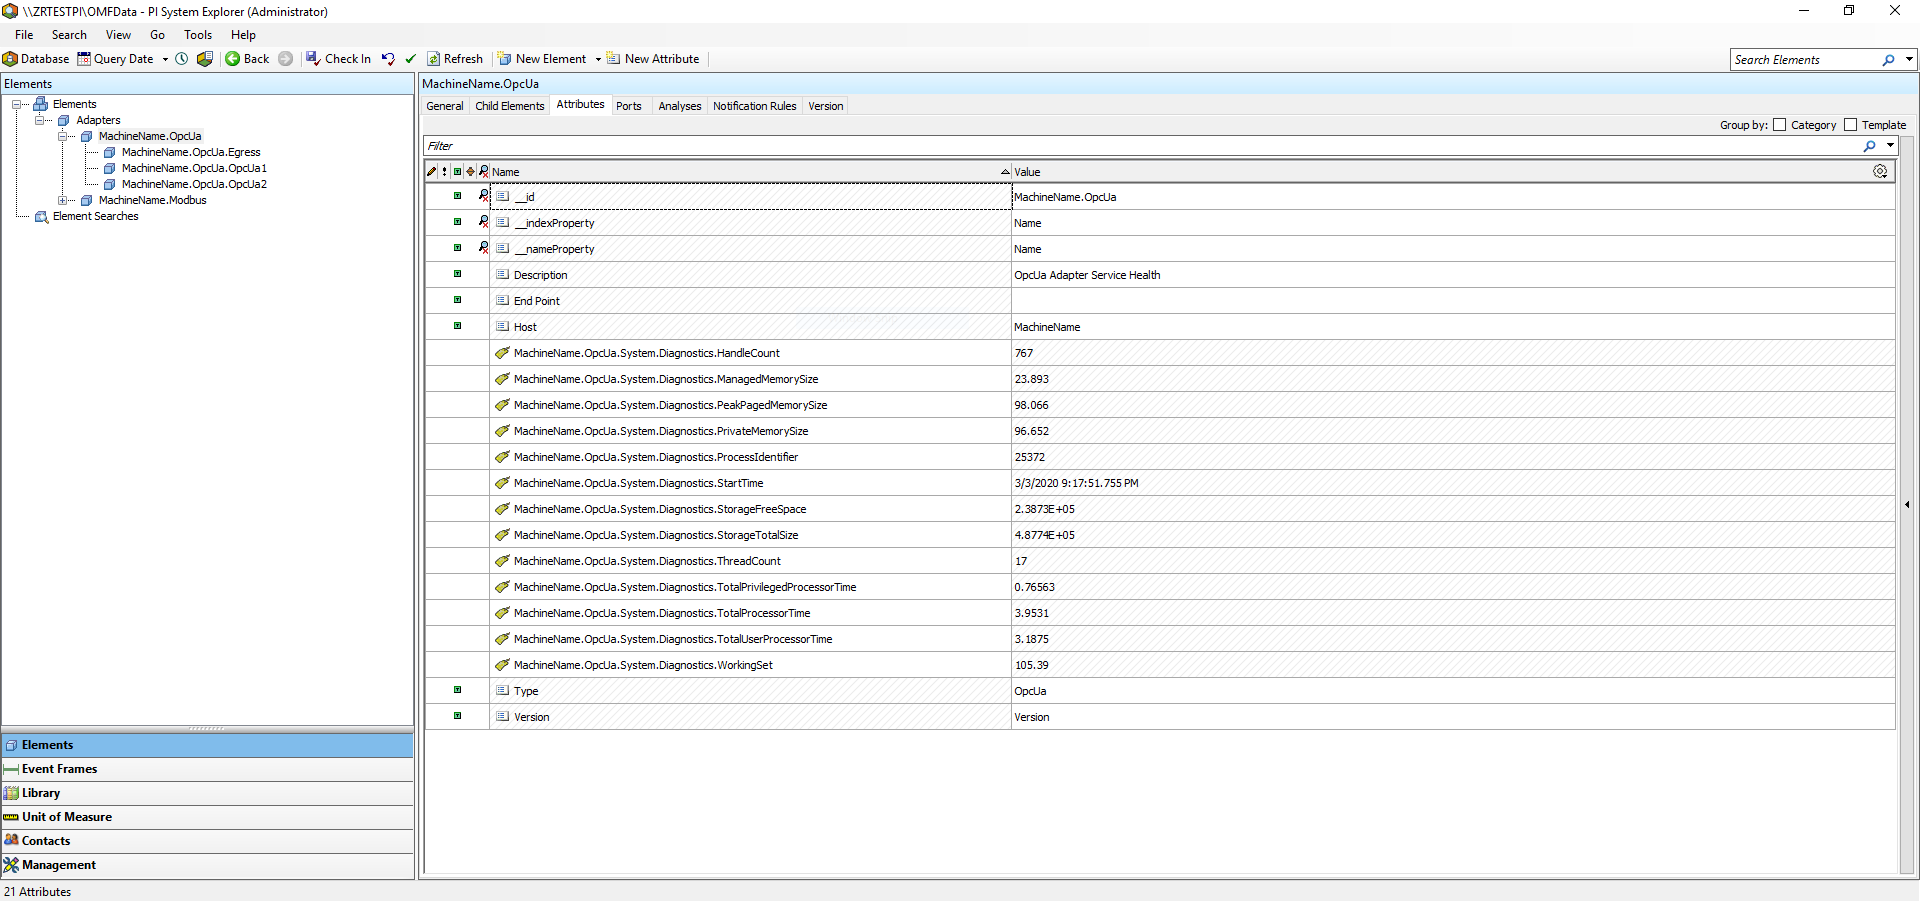 \\ZRTESTPI\OMFData - PI System Explorer (Administrator)
File Search View Go Tools Help
Database Query Date Back Check In Refresh New Element New Attribute
Search Elements
Elements
Elements
Adapters
MachineName.OpcUa
MachineName.OpcUa.Egress
MachineName.OpcUa.OpcUa1
MachineName.OpcUa.OpcUa2
MachineName.Modbus
Element Searches
Elements
Event Frames
Library
Unit of Measure
Contacts
Management
MachineName.OpcUa
General Child Elements Attributes Ports Analyses Notification Rules Version
Group by: Category Template
Filter
Name Value
__id MachineName.OpcUa
__indexProperty Name
__nameProperty Name
Description OpcUa Adapter Service Health
End Point
Host MachineName
MachineName.OpcUa.System.Diagnostics.HandleCount 767
MachineName.OpcUa.System.Diagnostics.ManagedMemorySize 23.893
MachineName.OpcUa.System.Diagnostics.PeakPagedMemorySize 98.066
MachineName.OpcUa.System.Diagnostics.PrivateMemorySize 96.652
MachineName.OpcUa.System.Diagnostics.ProcessIdentifier 25372
MachineName.OpcUa.System.Diagnostics.StartTime 3/3/2020 9:17:51.755 PM
MachineName.OpcUa.System.Diagnostics.StorageFreeSpace 2.3873E+05
MachineName.OpcUa.System.Diagnostics.StorageTotalSize 4.8774E+05
MachineName.OpcUa.System.Diagnostics.ThreadCount 17
MachineName.OpcUa.System.Diagnostics.TotalPrivilegedProcessorTime 0.76563
MachineName.OpcUa.System.Diagnostics.TotalProcessorTime 3.9531
MachineName.OpcUa.System.Diagnostics.TotalUserProcessorTime 3.1875
MachineName.OpcUa.System.Diagnostics.WorkingSet 105.39
Type OpcUa
Version Version
21 Attributes